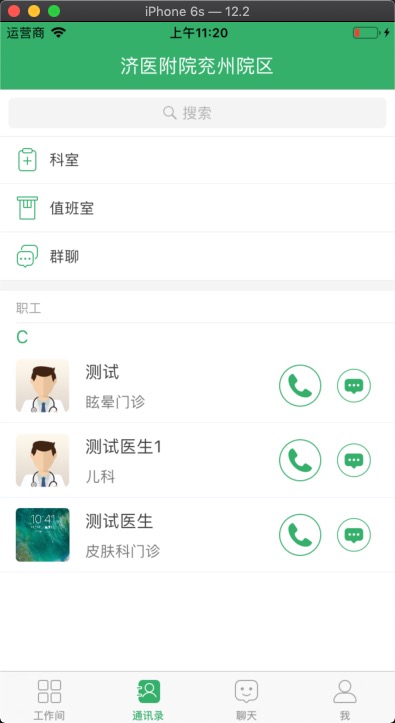 iPhone 6s — 12.2
运营商 上午11:20
济医附院兖州院区
搜索
科室
值班室
群聊
职工
C
测试
眩晕门诊
测试医生1
儿科
10:41
测试医生
皮肤科门诊
工作间 通讯录 聊天 我